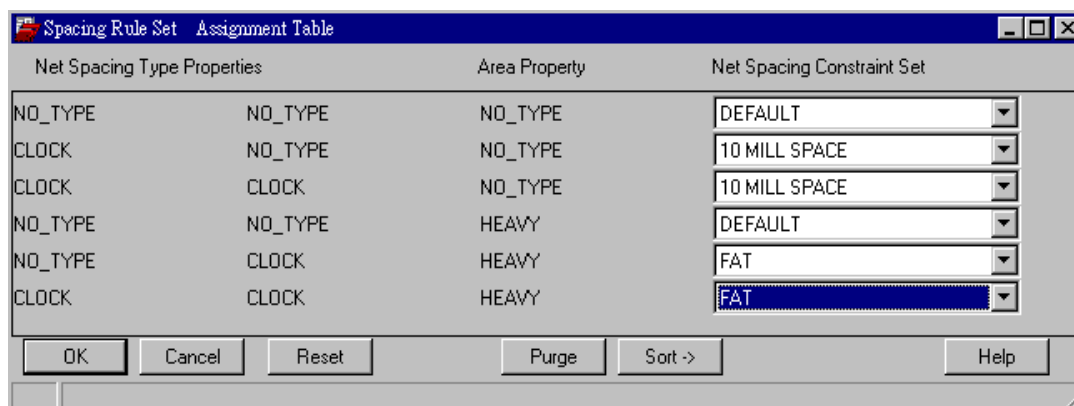 Spacing Rule Set Assignment Table
Net Spacing Type Properties Area Property Net Spacing Constraint Set
NO_TYPE NO_TYPE NO_TYPE DEFAULT
CLOCK NO_TYPE NO_TYPE 10 MILL SPACE
CLOCK CLOCK NO_TYPE 10 MILL SPACE
NO_TYPE NO_TYPE HEAVY DEFAULT
NO_TYPE CLOCK HEAVY FAT
CLOCK CLOCK HEAVY FAT
OK Cancel Reset Purge Sort -> Help